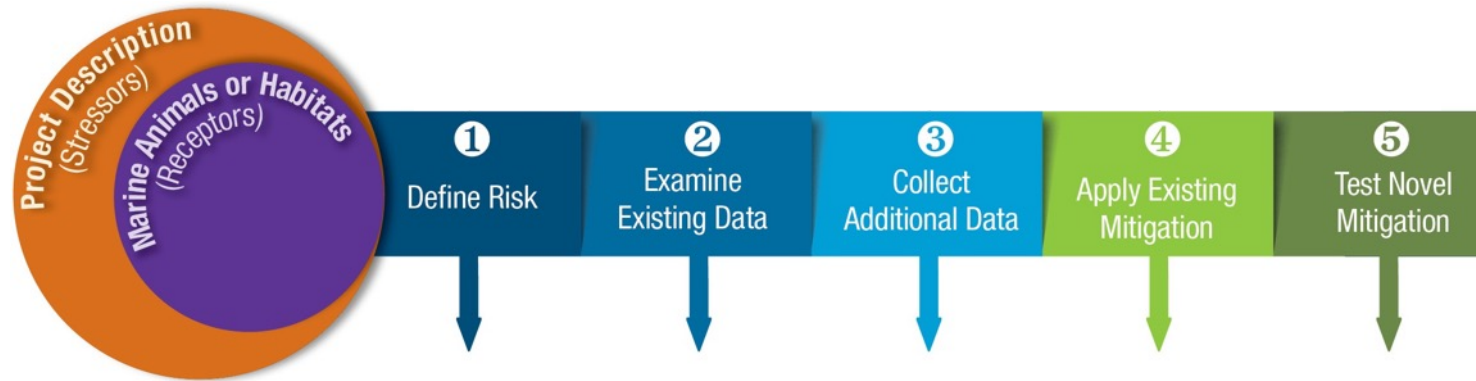 Project Description
(Stressors)
Marine Animals or Habitats
(Receptors)
1
Define Risk
2
Examine
Existing Data
3
Collect
Additional Data
4
Apply Existing
Mitigation
5
Test Novel
Mitigation